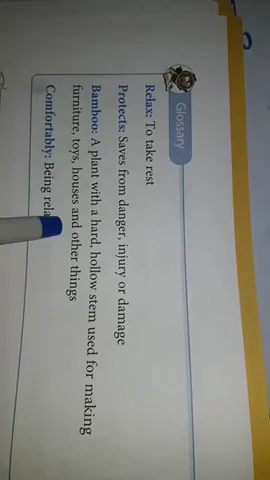 Glossary
Relax: To take rest
Protects: Saves from danger, injury or damage
Bamboo: A plant with a hard, hollow stem used for making
furniture, toys, houses and other things
Comfortably: Being